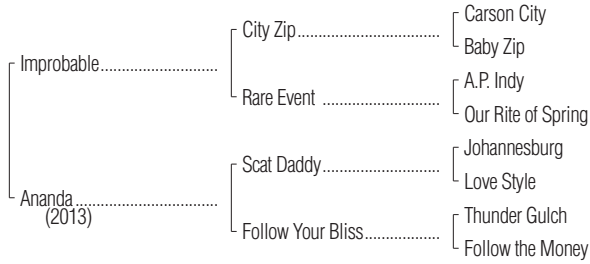 Carson City
City Zip
Baby Zip
Improbable
A.P. Indy
Rare Event
Our Rite of Spring
Johannesburg
Scat Daddy
Love Style
Ananda
(2013)
Thunder Gulch
Follow Your Bliss
Follow the Money